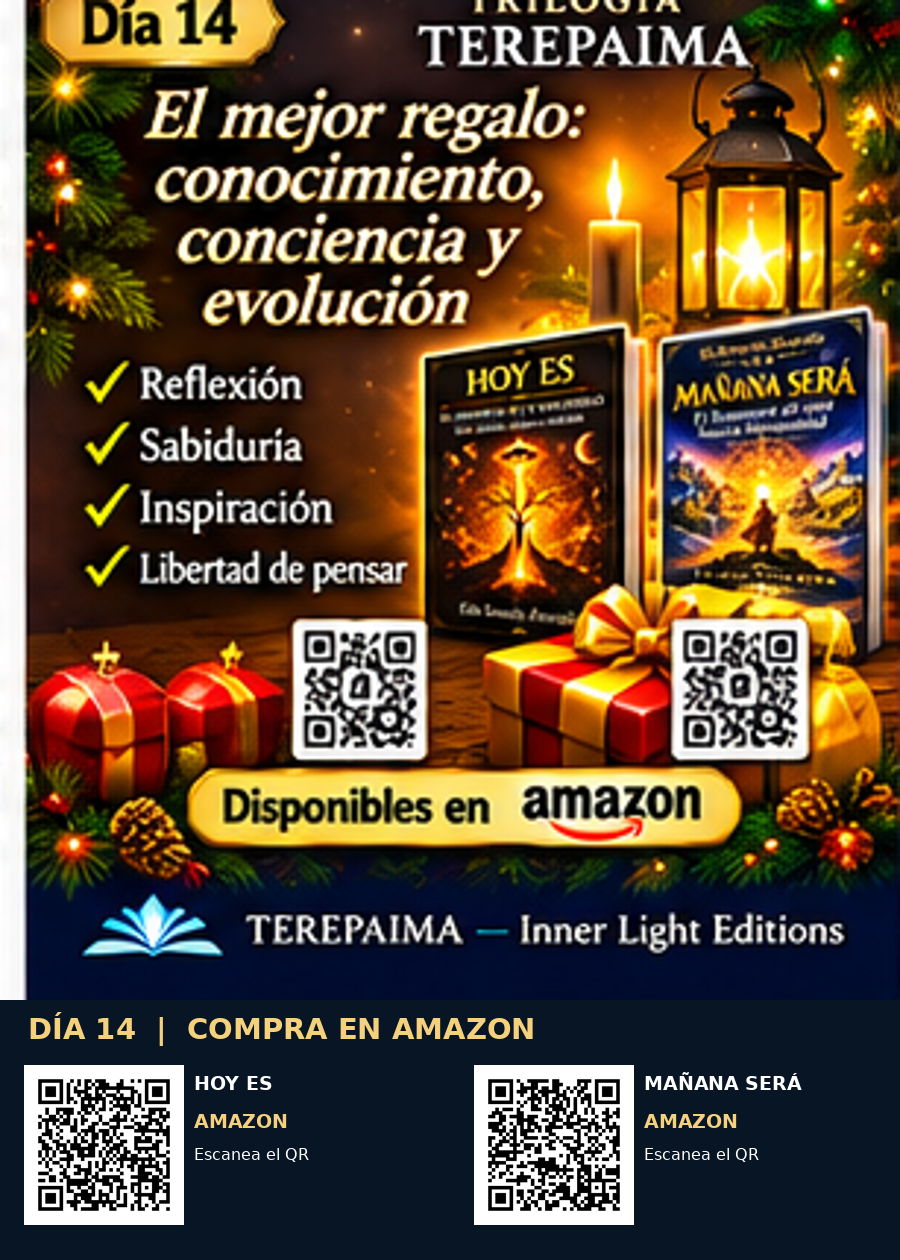 Día 14
TRILOGÍA
TEREPAIMA
El mejor regalo:
conocimiento,
conciencia y
evolución
Reflexión
Sabiduría
Inspiración
Libertad de pensar
HOY ES
MAÑANA SERÁ
Disponibles en amazon
TEREPAIMA — Inner Light Editions
DÍA 14 | COMPRA EN AMAZON
HOY ES
AMAZON
Escanea el QR
MAÑANA SERÁ
AMAZON
Escanea el QR